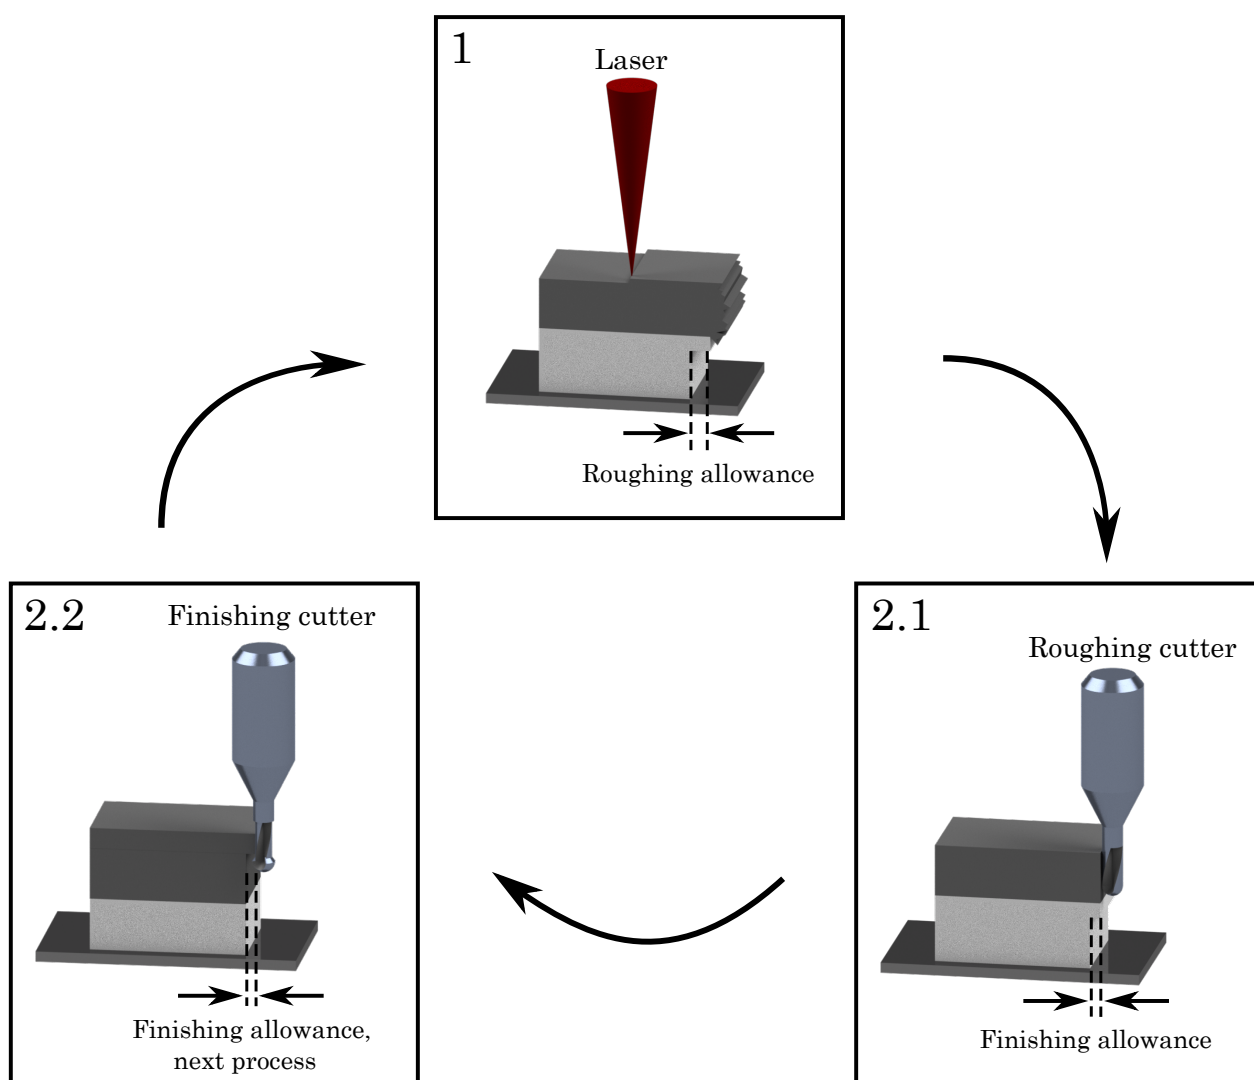 1
Laser
Roughing allowance
2.2
Finishing cutter
Finishing allowance,
next process
2.1
Roughing cutter
Finishing allowance